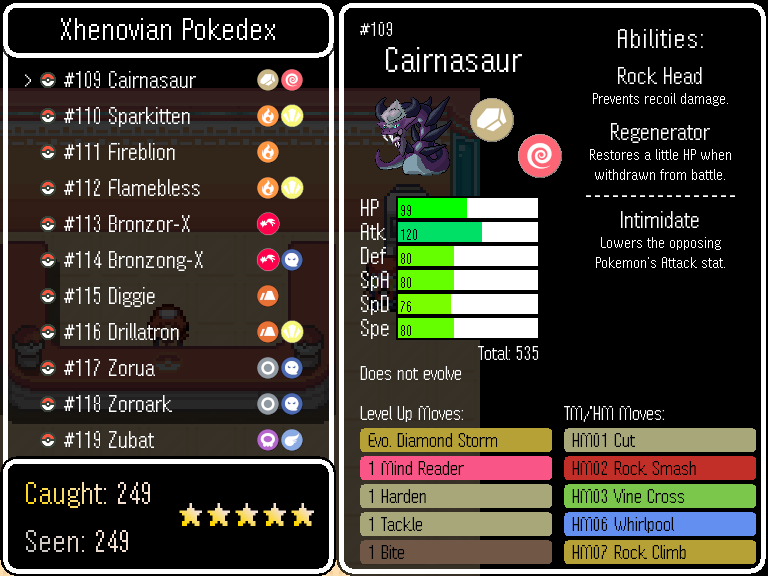 Xhenovian Pokedex
> #109 Cairnasaur
#110 Sparkitten
#111 Fireblion
#112 Flamebless
#113 Bronzor-X
#114 Bronzong-X
#115 Diggie
#116 Drillatron
#117 Zorua
#118 Zoroark
#119 Zubat
Caught: 249
Seen: 249
#109
Cairnasaur
HP 99
Atk 120
Def 80
SpA 80
SpD 76
Spe 80
Total: 535
Does not evolve
Abilities:
Rock Head
Prevents recoil damage.
Regenerator
Restores a little HP when
withdrawn from battle.
Intimidate
Lowers the opposing
Pokemon's Attack stat.
Level Up Moves:
Evo. Diamond Storm
1 Mind Reader
1 Harden
1 Tackle
1 Bite
TM/HM Moves:
HM01 Cut
HM02 Rock Smash
HM03 Vine Cross
HM06 Whirlpool
HM07 Rock Climb